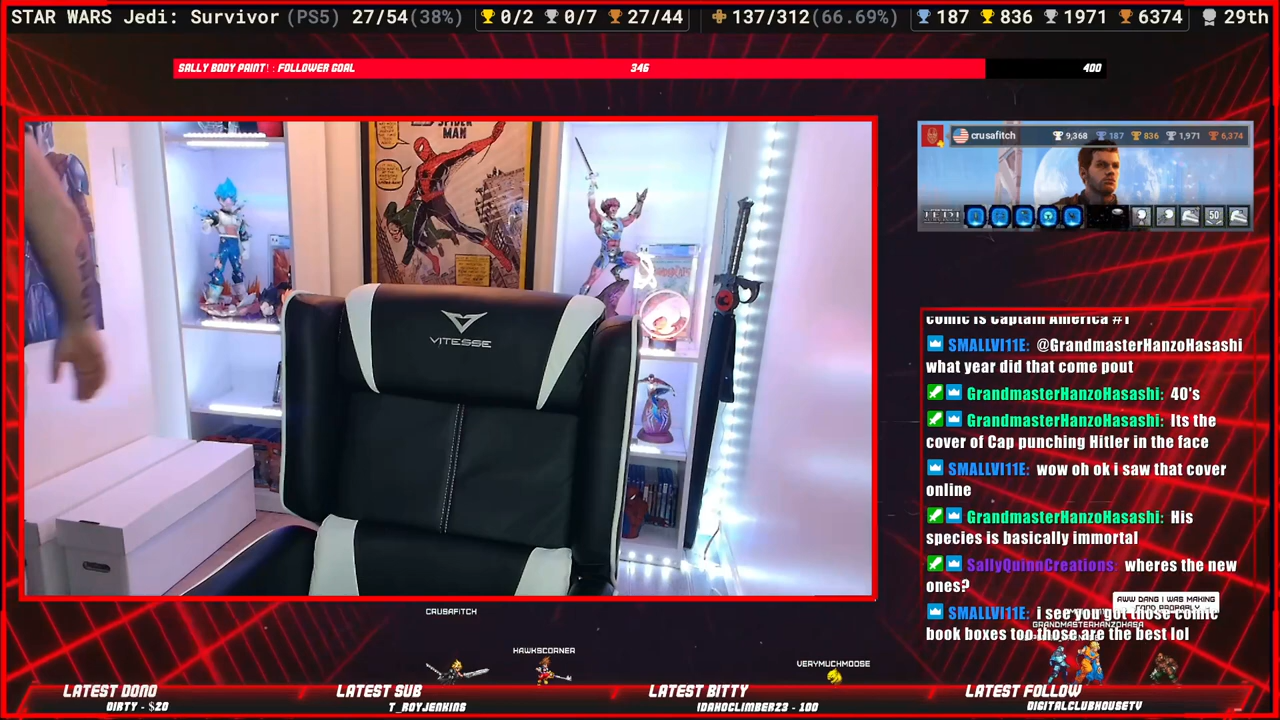 STAR WARS Jedi: Survivor (PS5) 27/54(38%) 0/2 0/7 27/44 137/312(66.69%) 187 836 1971 6374 29th
SALLY BODY PAINT! : FOLLOWER GOAL 346 400
crusafitch 9,368 187 836 1,971 6,374
JEDI
50
SPIDER
MAN
VITESSE
comic is Captain America #1
SMALLVI11E: @GrandmasterHanzoHasashi
what year did that come pout
GrandmasterHanzoHasashi: 40's
GrandmasterHanzoHasashi: Its the
cover of Cap punching Hitler in the face
SMALLVI11E: wow oh ok i saw that cover
online
GrandmasterHanzoHasashi: His
species is basically immortal
SallyQuinnCreations: wheres the new
ones?
AWW DANG I WAS MAKING
FOOD PROBABLY
SMALLVI11E: i see you got those comic
book boxes too those are the best lol
GRANDMASTERHANZOHASA
CRUSAFITCH
HAWKSCORNER
VERYMUCHMOOSE
LATEST DONO LATEST SUB LATEST BITTY LATEST FOLLOW
DIRTY - $20 T_ROYJENKINS IDAHOCLIMBER23 - 100 DIGITALCLUBHOUSETV